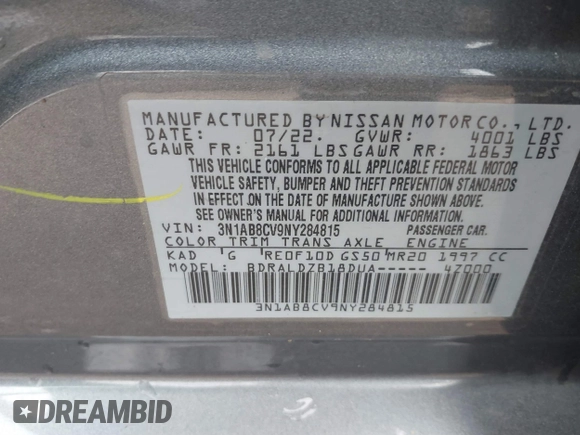 MANUFACTURED BY NISSAN MOTOR CO., LTD.
DATE: 07/22. GVWR: 4001 LBS
GAWR FR: 2161 LBS GAWR RR: 1863 LBS
THIS VEHICLE CONFORMS TO ALL APPLICABLE FEDERAL MOTOR
VEHICLE SAFETY, BUMPER AND THEFT PREVENTION STANDARDS
IN EFFECT ON THE DATE OF MANUFACTURE SHOWN ABOVE.
SEE OWNER'S MANUAL FOR ADDITIONAL INFORMATION
VIN: 3N1AB8CV9NY284815 PASSENGER CAR.
COLOR TRIM TRANS AXLE ENGINE
KAD G RE0F10D GS50 MR20 1997 CC
MODEL: BDRALDZB18DUA----- 4Z000
3N1AB8CV9NY284815
DREAMBID